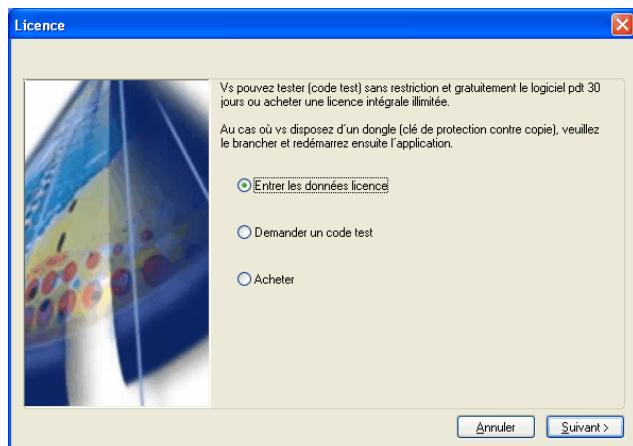 Licence
Vs pouvez tester (code test) sans restriction et gratuitement le logiciel pdt 30
jours ou acheter une licence intégrale illimitée.
Au cas où vs disposez d´un dongle (clé de protection contre copie), veuillez
le brancher et redémarrez ensuite l´application.
Entrer les données licence
Demander un code test
Acheter
Annuler
Suivant >